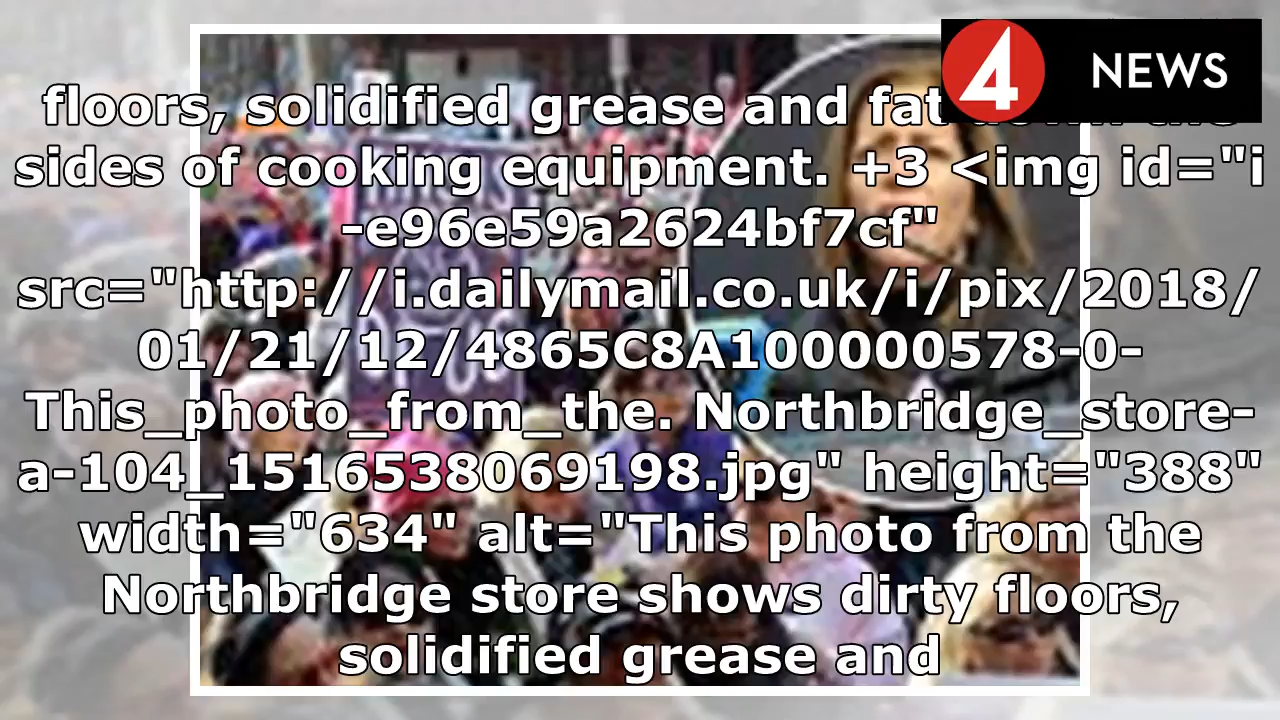 4 NEWS
floors, solidified grease and fat down the
sides of cooking equipment. +3 <img id="i
-e96e59a2624bf7cf"
src="http://i.dailymail.co.uk/i/pix/2018/
01/21/12/4865C8A100000578-0-
This_photo_from_the. Northbridge_store-
a-104_1516538069198.jpg" height="388"
width="634" alt="This photo from the
Northbridge store shows dirty floors,
solidified grease and